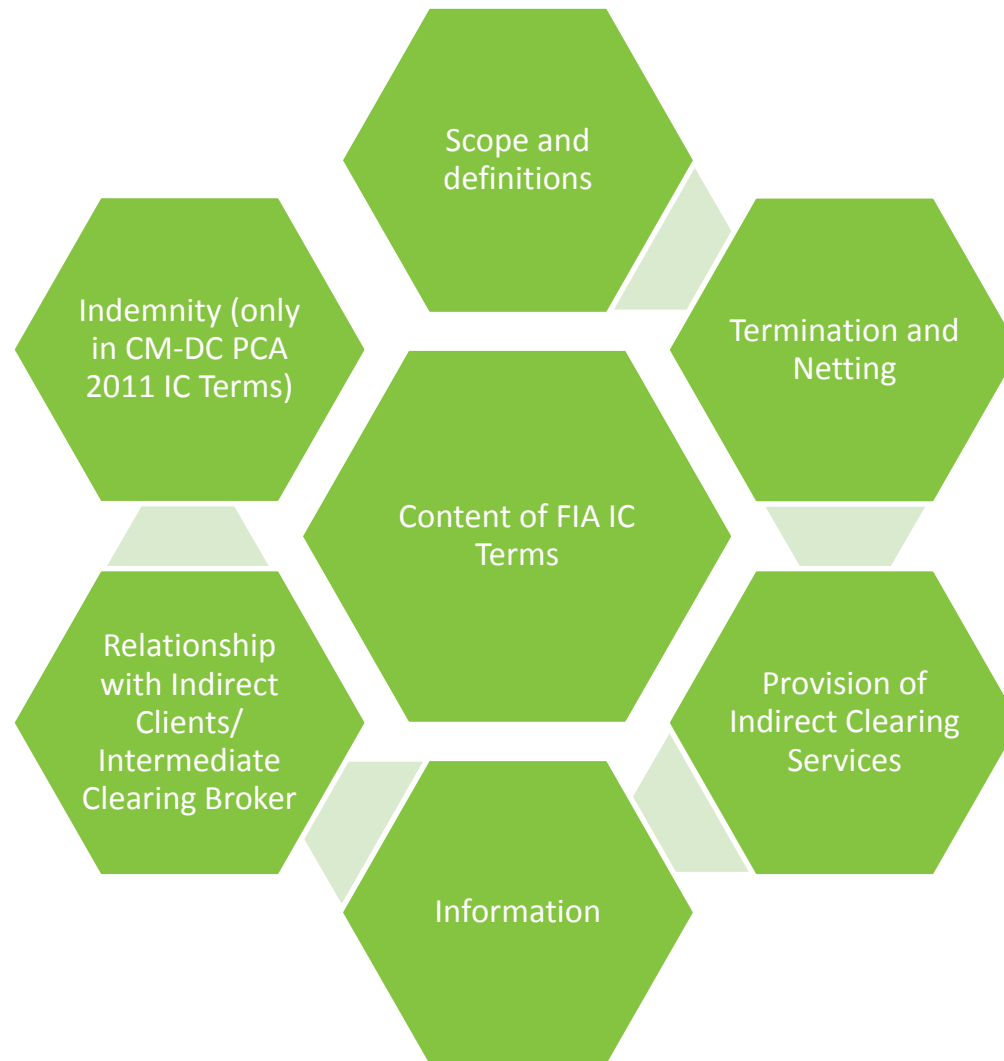 Scope and
definitions
Termination and
Netting
Provision of
Indirect Clearing
Services
Information
Relationship
with Indirect
Clients/
Intermediate
Clearing Broker
Indemnity (only
in CM-DC PCA
2011 IC Terms)
Content of FIA IC
Terms